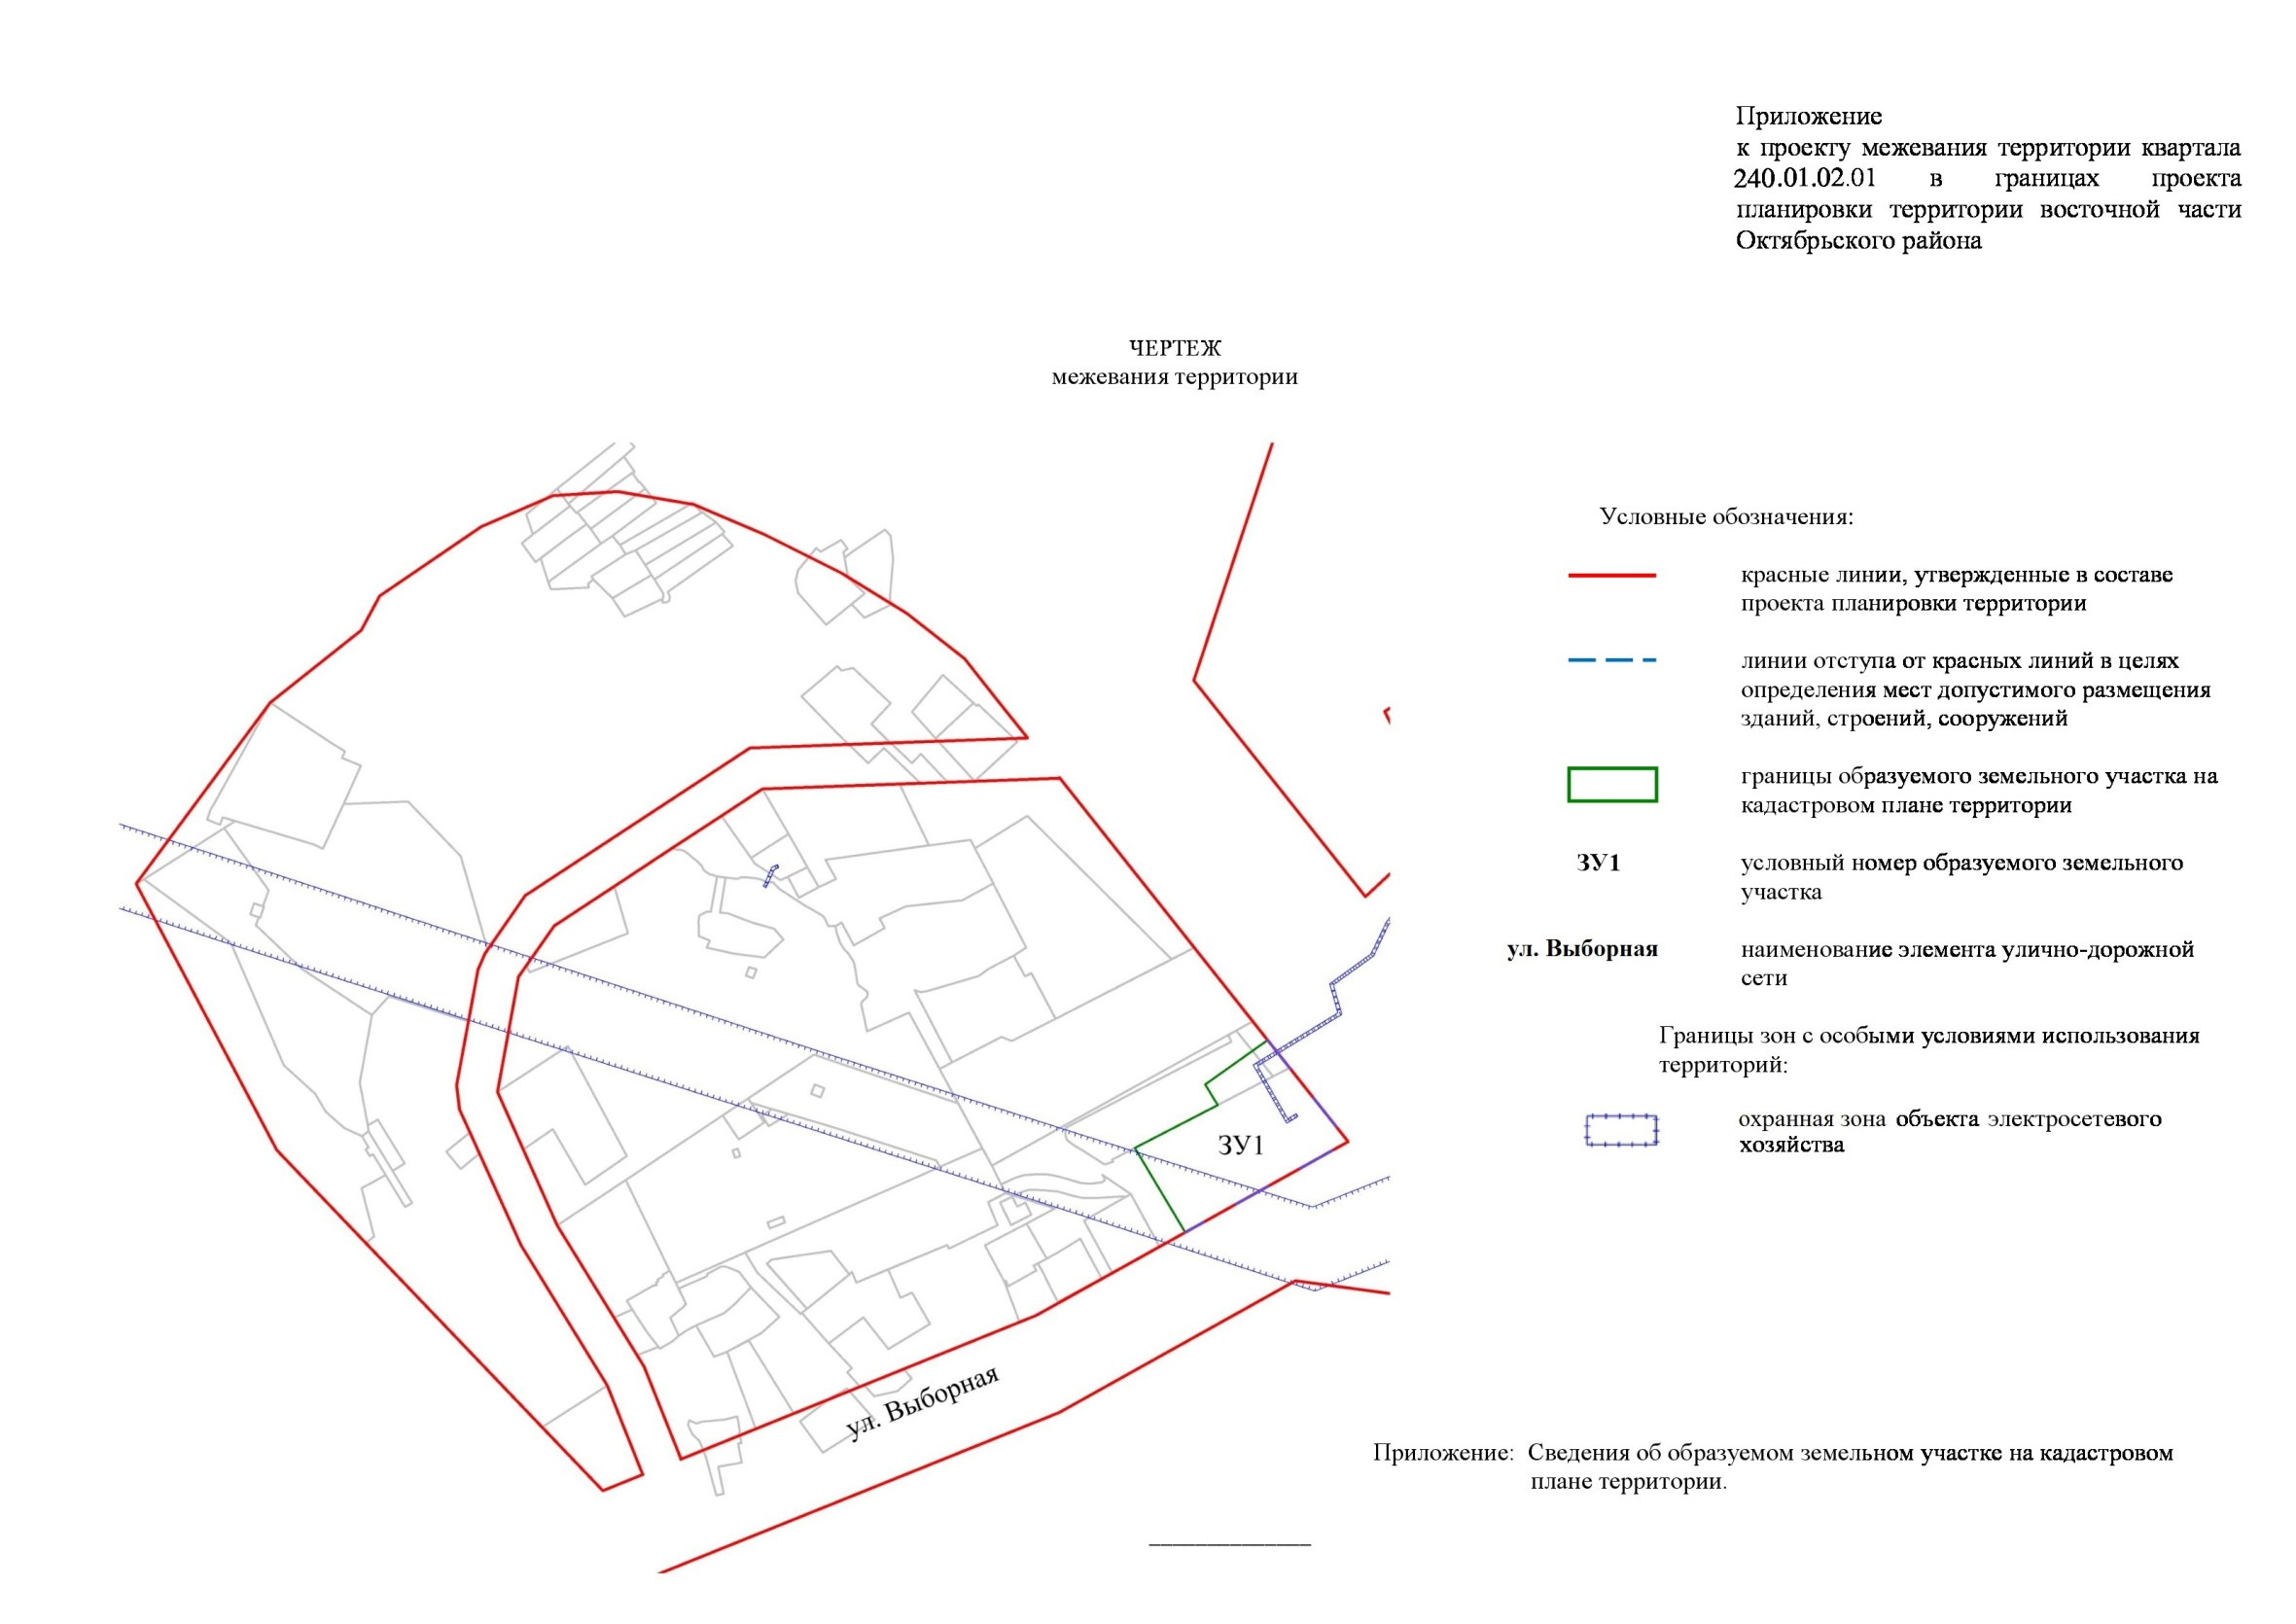 Приложение
к проекту межевания территории квартала
240.01.02.01 в границах проекта
планировки территории восточной части
Октябрьского района
ЧЕРТЕЖ
межевания территории
Условные обозначения:
красные линии, утвержденные в составе
проекта планировки территории
линии отступа от красных линий в целях
определения мест допустимого размещения
зданий, строений, сооружений
границы образуемого земельного участка на
кадастровом плане территории
ЗУ1 условный номер образуемого земельного
участка
ул. Выборная наименование элемента улично-дорожной
сети
Границы зон с особыми условиями использования
территорий:
охранная зона объекта электросетевого
хозяйства
ЗУ1
ул. Выборная
Приложение: Сведения об образуемом земельном участке на кадастровом
плане территории.